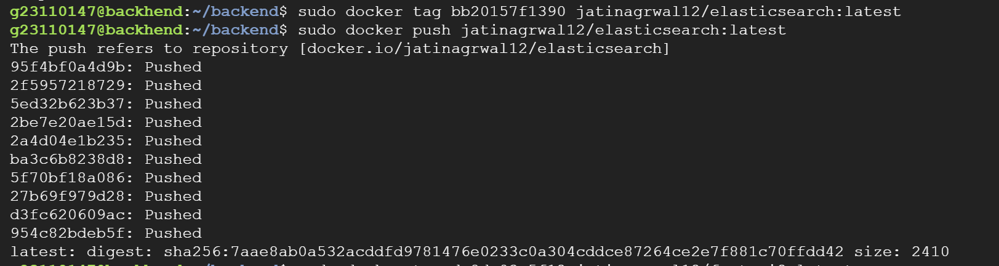 g23110147@backhend:~/backend$ sudo docker tag bb20157f1390 jatinagrwal12/elasticsearch:latest
g23110147@backhend:~/backend$ sudo docker push jatinagrwal12/elasticsearch:latest
The push refers to repository [docker.io/jatinagrwal12/elasticsearch]
95f4bf0a4d9b: Pushed
2f5957218729: Pushed
5ed32b623b37: Pushed
2be7e20ae15d: Pushed
2a4d04e1b235: Pushed
ba3c6b8238d8: Pushed
5f70bf18a086: Pushed
27b69f979d28: Pushed
d3fc620609ac: Pushed
954c82bdeb5f: Pushed
latest: digest: sha256:7aae8ab0a532acddfd9781476e0233c0a304cddce87264ce2e7f881c70ffdd42 size: 2410